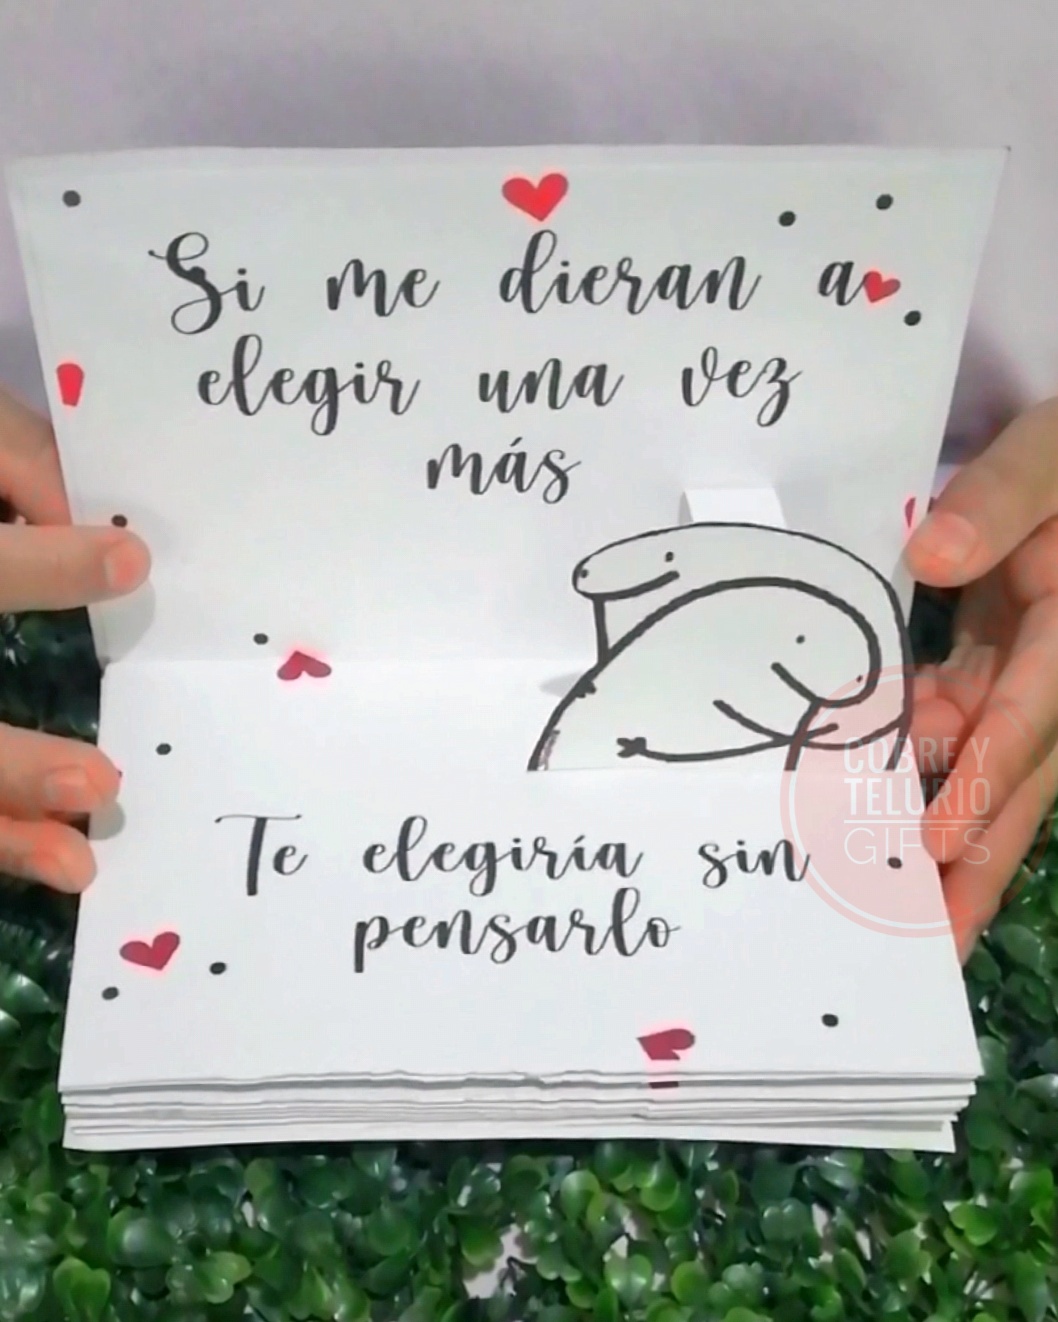 Si me dieran a
elegir una vez
más
Te elegiría sin
pensarlo
COBRE Y
TELURIO
GIFTS